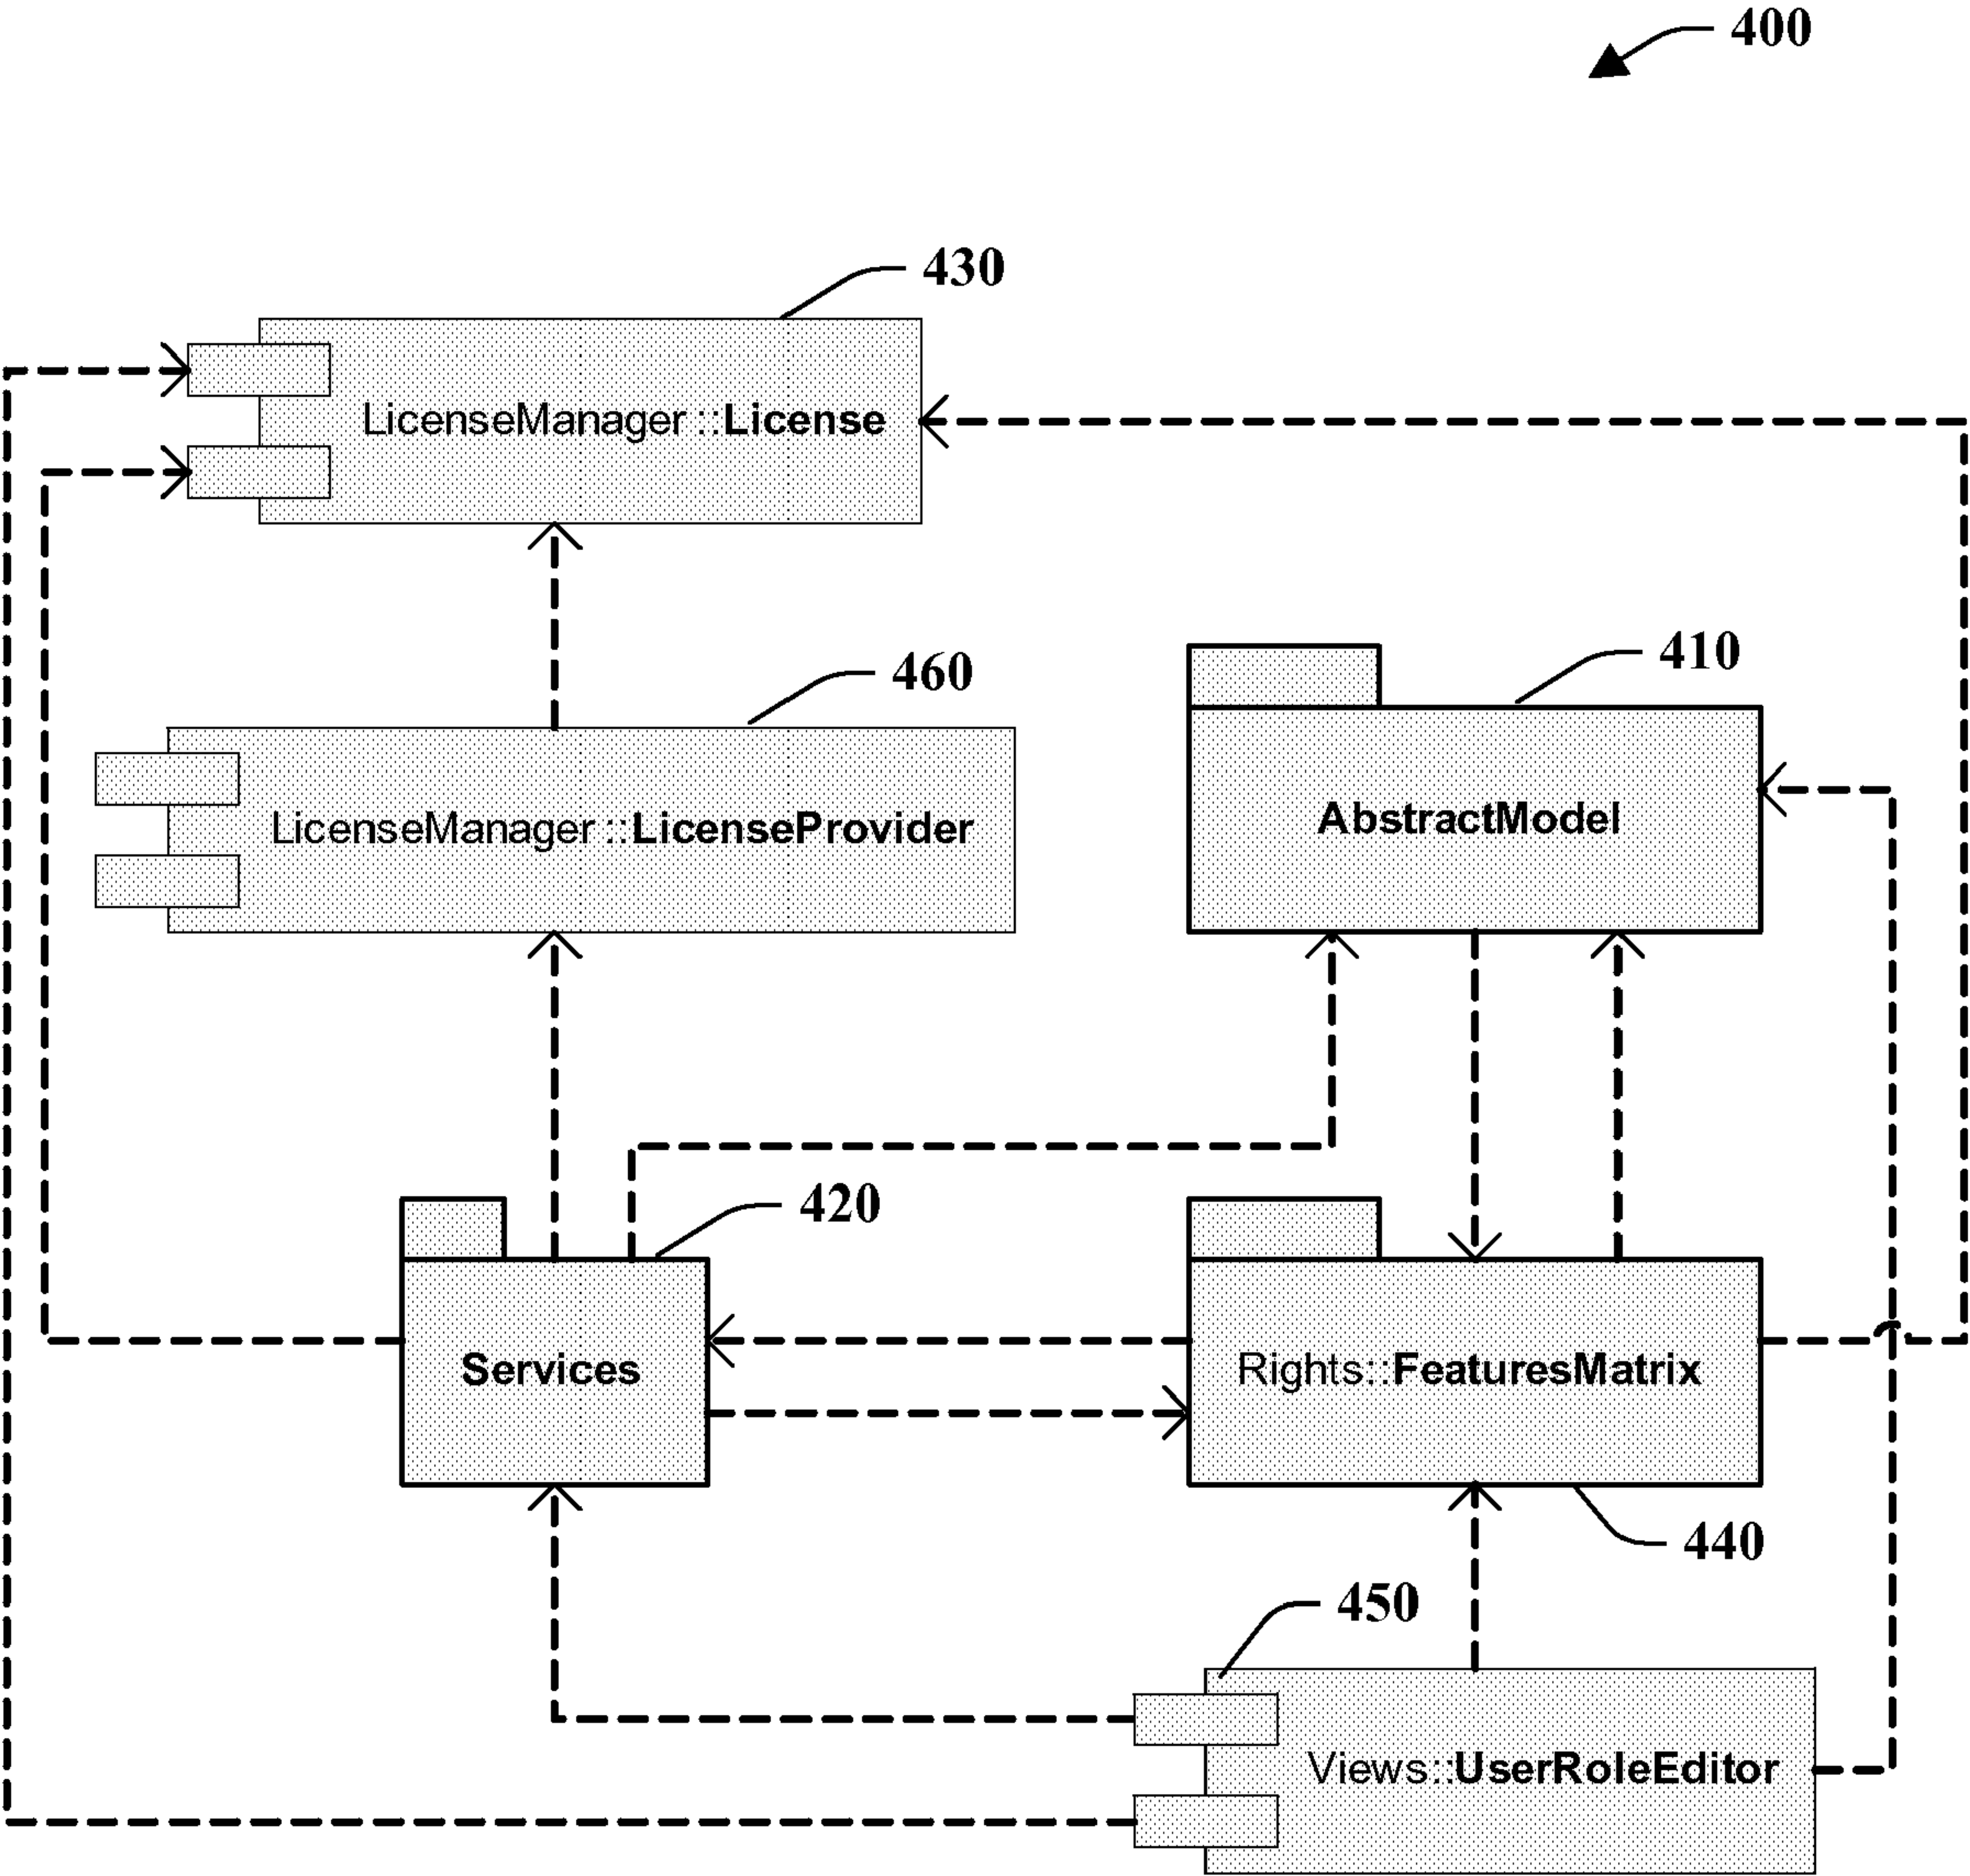 400
430
LicenseManager::License
460
410
LicenseManager::LicenseProvider
AbstractModel
420
Services
Rights::FeaturesMatrix
440
450
Views::UserRoleEditor